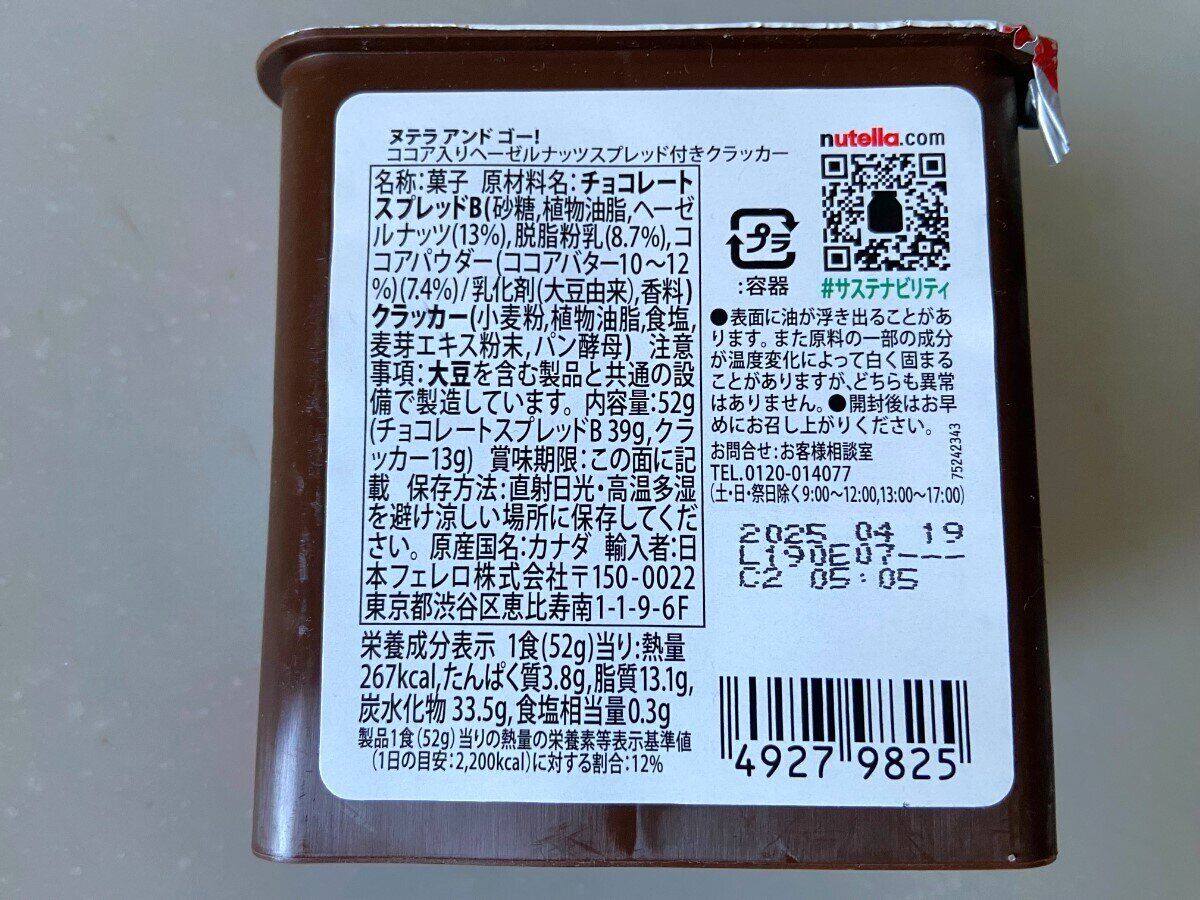 ヌテラ アンド ゴー!
ココア入りヘーゼルナッツスプレッド付きクラッカー
名称:菓子 原材料名:チョコレート
スプレッドB(砂糖,植物油脂,ヘーゼ
ルナッツ(13%),脱脂粉乳(8.7%),コ
コアパウダー(ココアバター10～12
%)(7.4%)/乳化剤(大豆由来),香料)
クラッカー(小麦粉,植物油脂,食塩,
麦芽エキス粉末,パン酵母) 注意
事項:大豆を含む製品と共通の設
備で製造しています。内容量:52g
(チョコレートスプレッドB 39g,クラ
ッカー13g) 賞味期限:この面に記
載 保存方法:直射日光・高温多湿
を避け涼しい場所に保存してくだ
さい。原産国名:カナダ 輸入者:日
本フェレロ株式会社〒150-0022
東京都渋谷区恵比寿南1-1-9-6F
栄養成分表示 1食(52g)当り:熱量
267kcal,たんぱく質3.8g,脂質13.1g,
炭水化物 33.5g,食塩相当量0.3g
製品1食(52g)当りの熱量の栄養素等表示基準値
(1日の目安:2,200kcal)に対する割合:12%
nutella.com
プラ
:容器
#サステナビリティ
●表面に油が浮き出ることがあ
ります。また原料の一部の成分
が温度変化によって白く固まる
ことがありますが、どちらも異常
はありません。●開封後はお早
めにお召し上がりください。
75242343
お問合せ:お客様相談室
TEL.0120-014077
(土・日・祭日除く9:00～12:00,13:00～17:00)
2025 04 19
L190E07---
C2 05:05
4927 9825